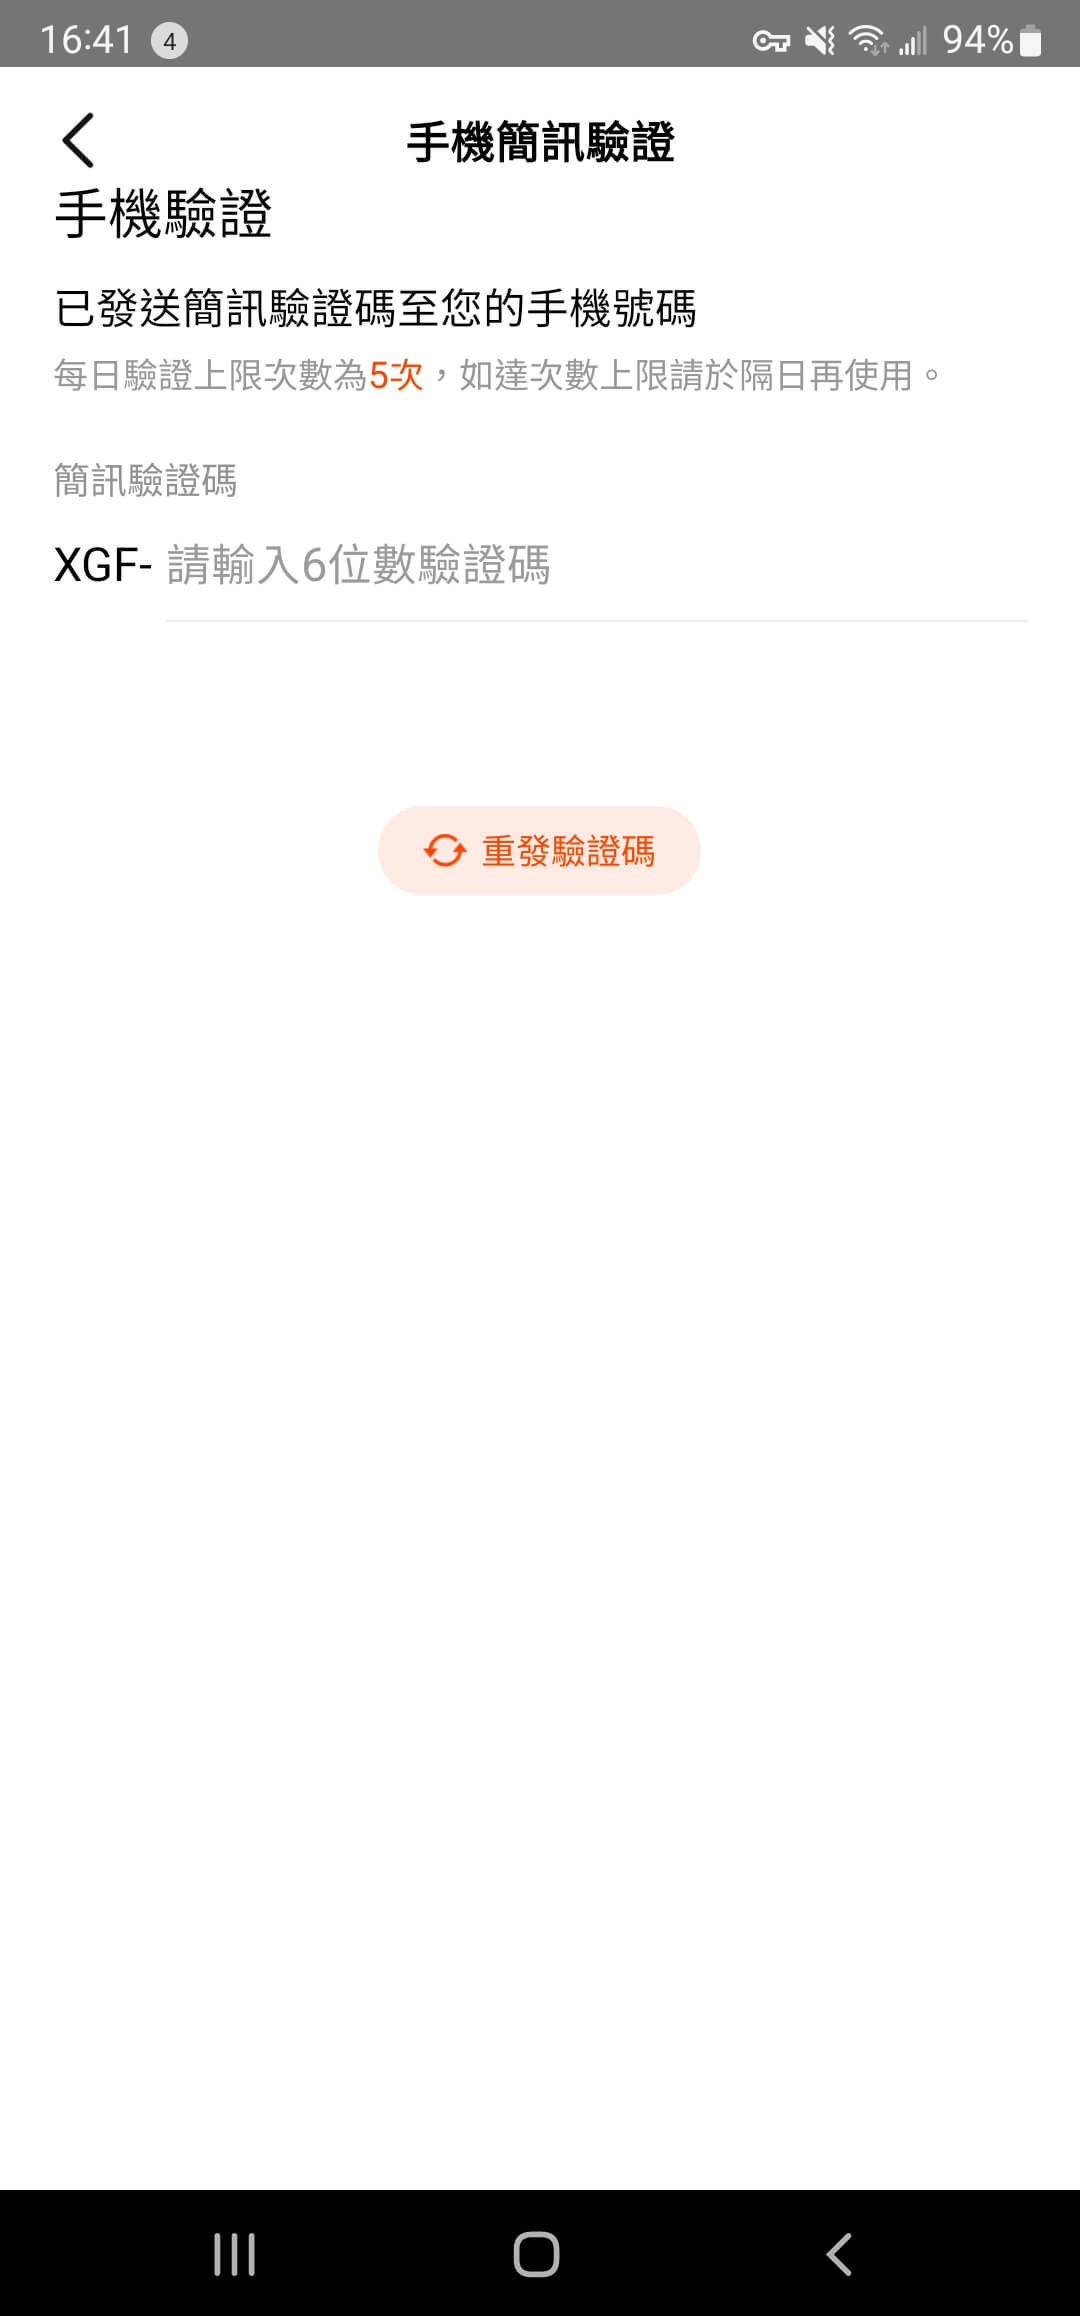 16:41 4 94%
手機簡訊驗證
手機驗證
已發送簡訊驗證碼至您的手機號碼
每日驗證上限次數為5次，如達次數上限請於隔日再使用。
簡訊驗證碼
XGF- 請輸入6位數驗證碼
重發驗證碼